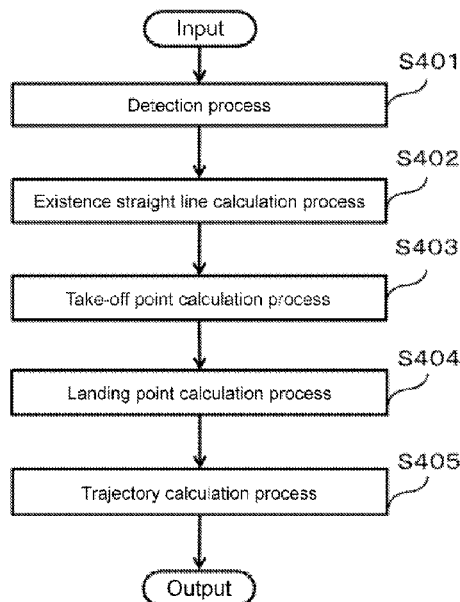 Input
S401
Detection process
S402
Existence straight line calculation process
S403
Take-off point calculation process
S404
Landing point calculation process
S405
Trajectory calculation process
Output